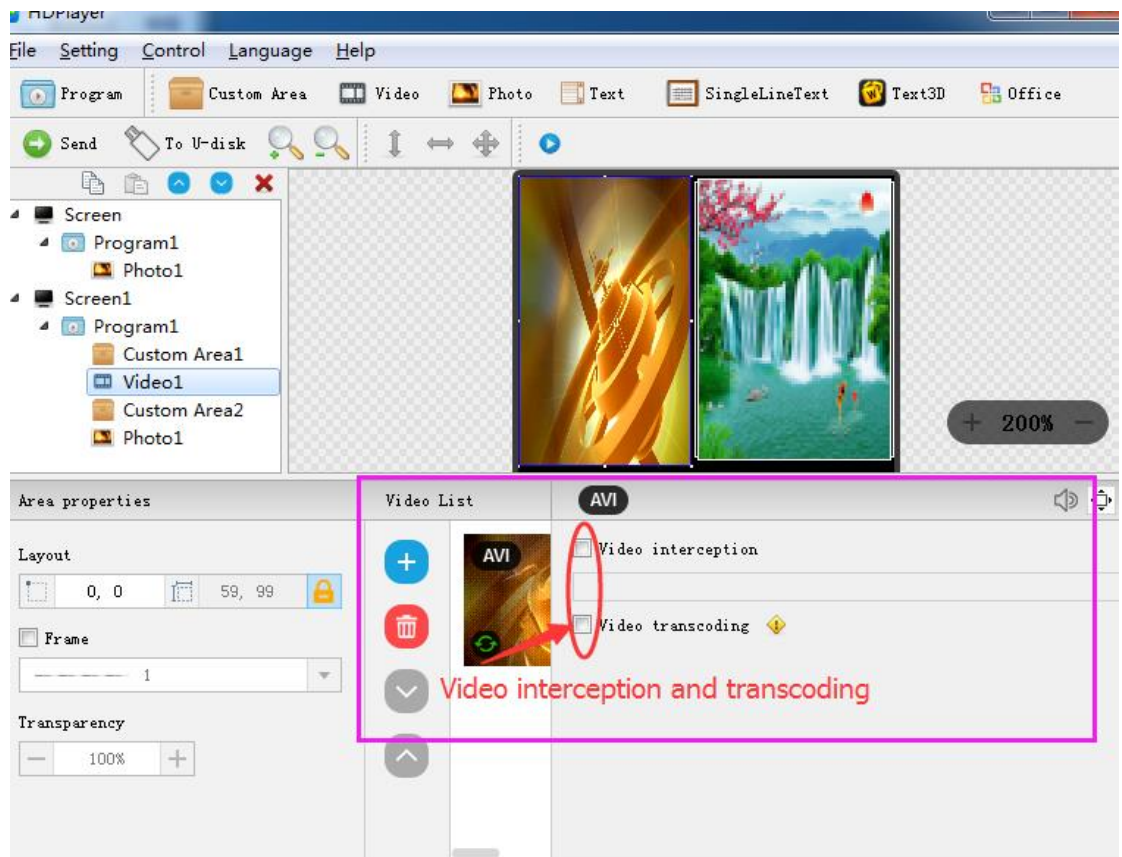 HDPlayer
File Setting Control Language Help
Program Custom Area Video Photo Text SingleLineText Text3D Office
Send To U-disk
Screen
Program1
Photo1
Screen1
Program1
Custom Area1
Video1
Custom Area2
Photo1
+ 200% −
Area properties
Video List
AVI
Layout
0, 0 59, 99
Frame
1
Transparency
— 100% +
AVI
Video interception
Video transcoding
Video interception and transcoding